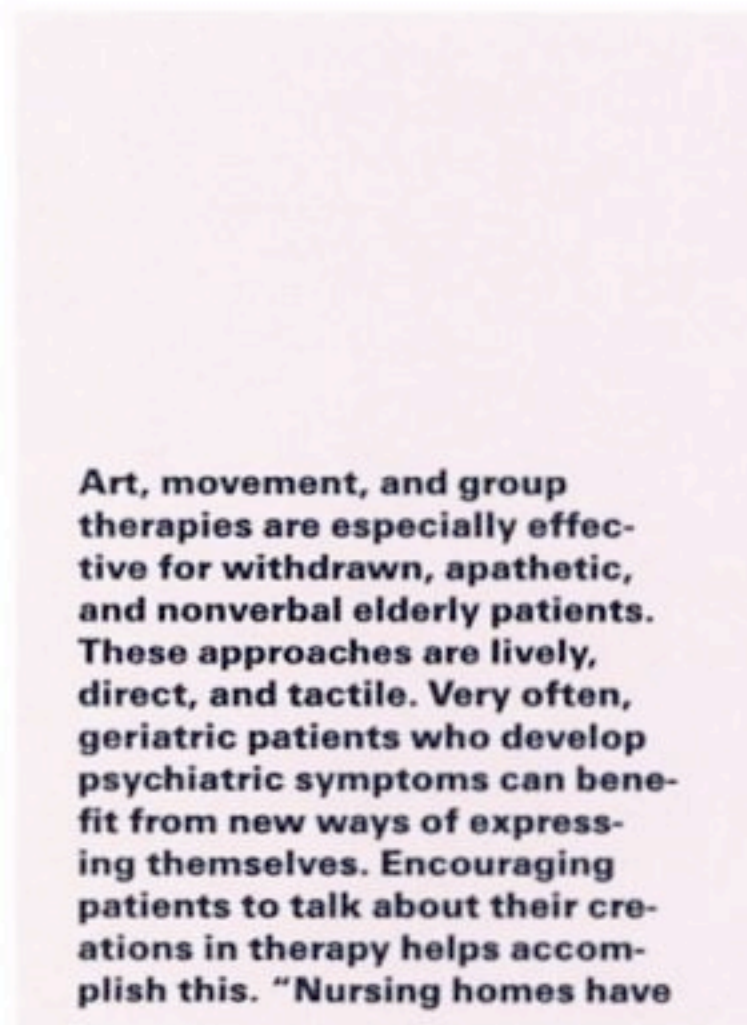 Art, movement, and group
therapies are especially effec-
tive for withdrawn, apathetic,
and nonverbal elderly patients.
These approaches are lively,
direct, and tactile. Very often,
geriatric patients who develop
psychiatric symptoms can bene-
fit from new ways of express-
ing themselves. Encouraging
patients to talk about their cre-
ations in therapy helps accom-
plish this. “Nursing homes have